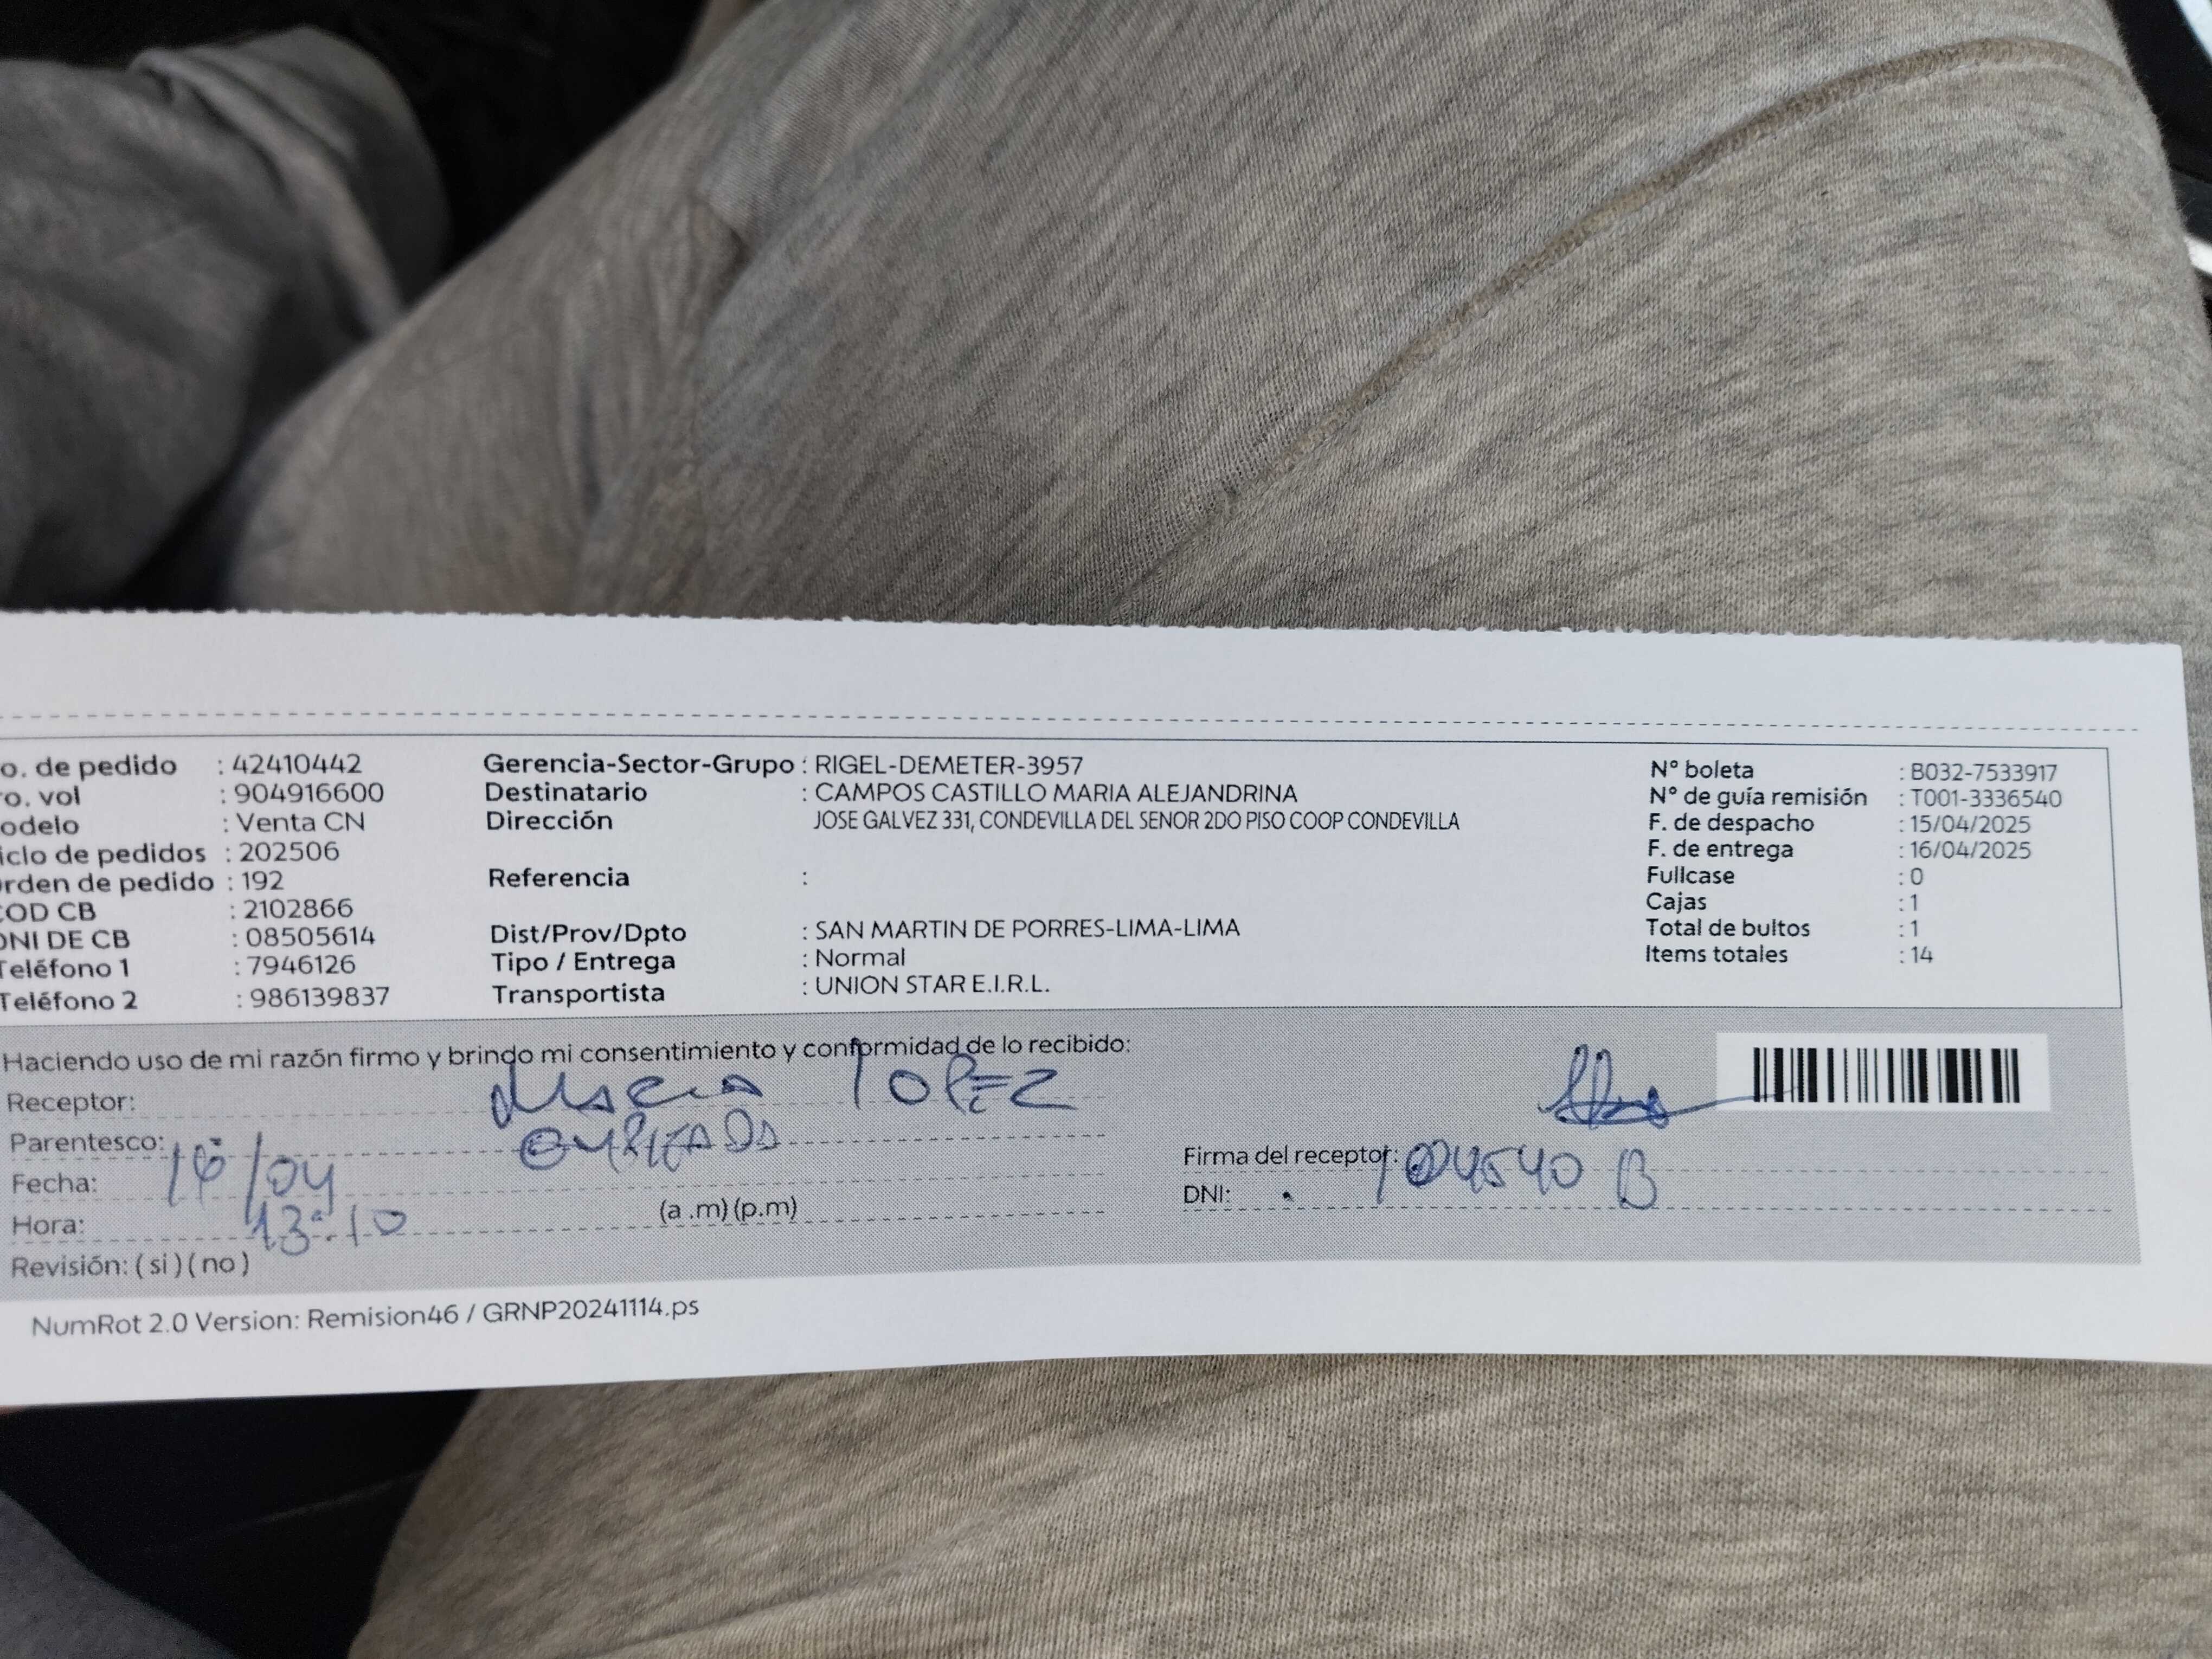 o. de pedido : 42410442 Gerencia-Sector-Grupo : RIGEL-DEMETER-3957 N° boleta : B032-7533917
ro. vol : 904916600 Destinatario : CAMPOS CASTILLO MARIA ALEJANDRINA N° de guía remisión : T001-3336540
odelo : Venta CN Dirección JOSE GALVEZ 331, CONDEVILLA DEL SENOR 2DO PISO COOP CONDEVILLA F. de despacho : 15/04/2025
iclo de pedidos : 202506 F. de entrega : 16/04/2025
rden de pedido : 192 Referencia : Fullcase : 0
COD CB : 2102866 Cajas : 1
DNI DE CB : 08505614 Dist/Prov/Dpto : SAN MARTIN DE PORRES-LIMA-LIMA Total de bultos : 1
Teléfono 1 : 7946126 Tipo / Entrega : Normal Items totales : 14
Teléfono 2 : 986139837 Transportista : UNION STAR E.I.R.L.
Haciendo uso de mi razón firmo y brindo mi consentimiento y conformidad de lo recibido:
Receptor: LOPEZ
Parentesco:
Fecha: 16/04 Firma del receptor:
Hora: 13:10 (a .m) (p.m) DNI:
Revisión: ( si ) ( no )
NumRot 2.0 Version: Remision46 / GRNP20241114.ps